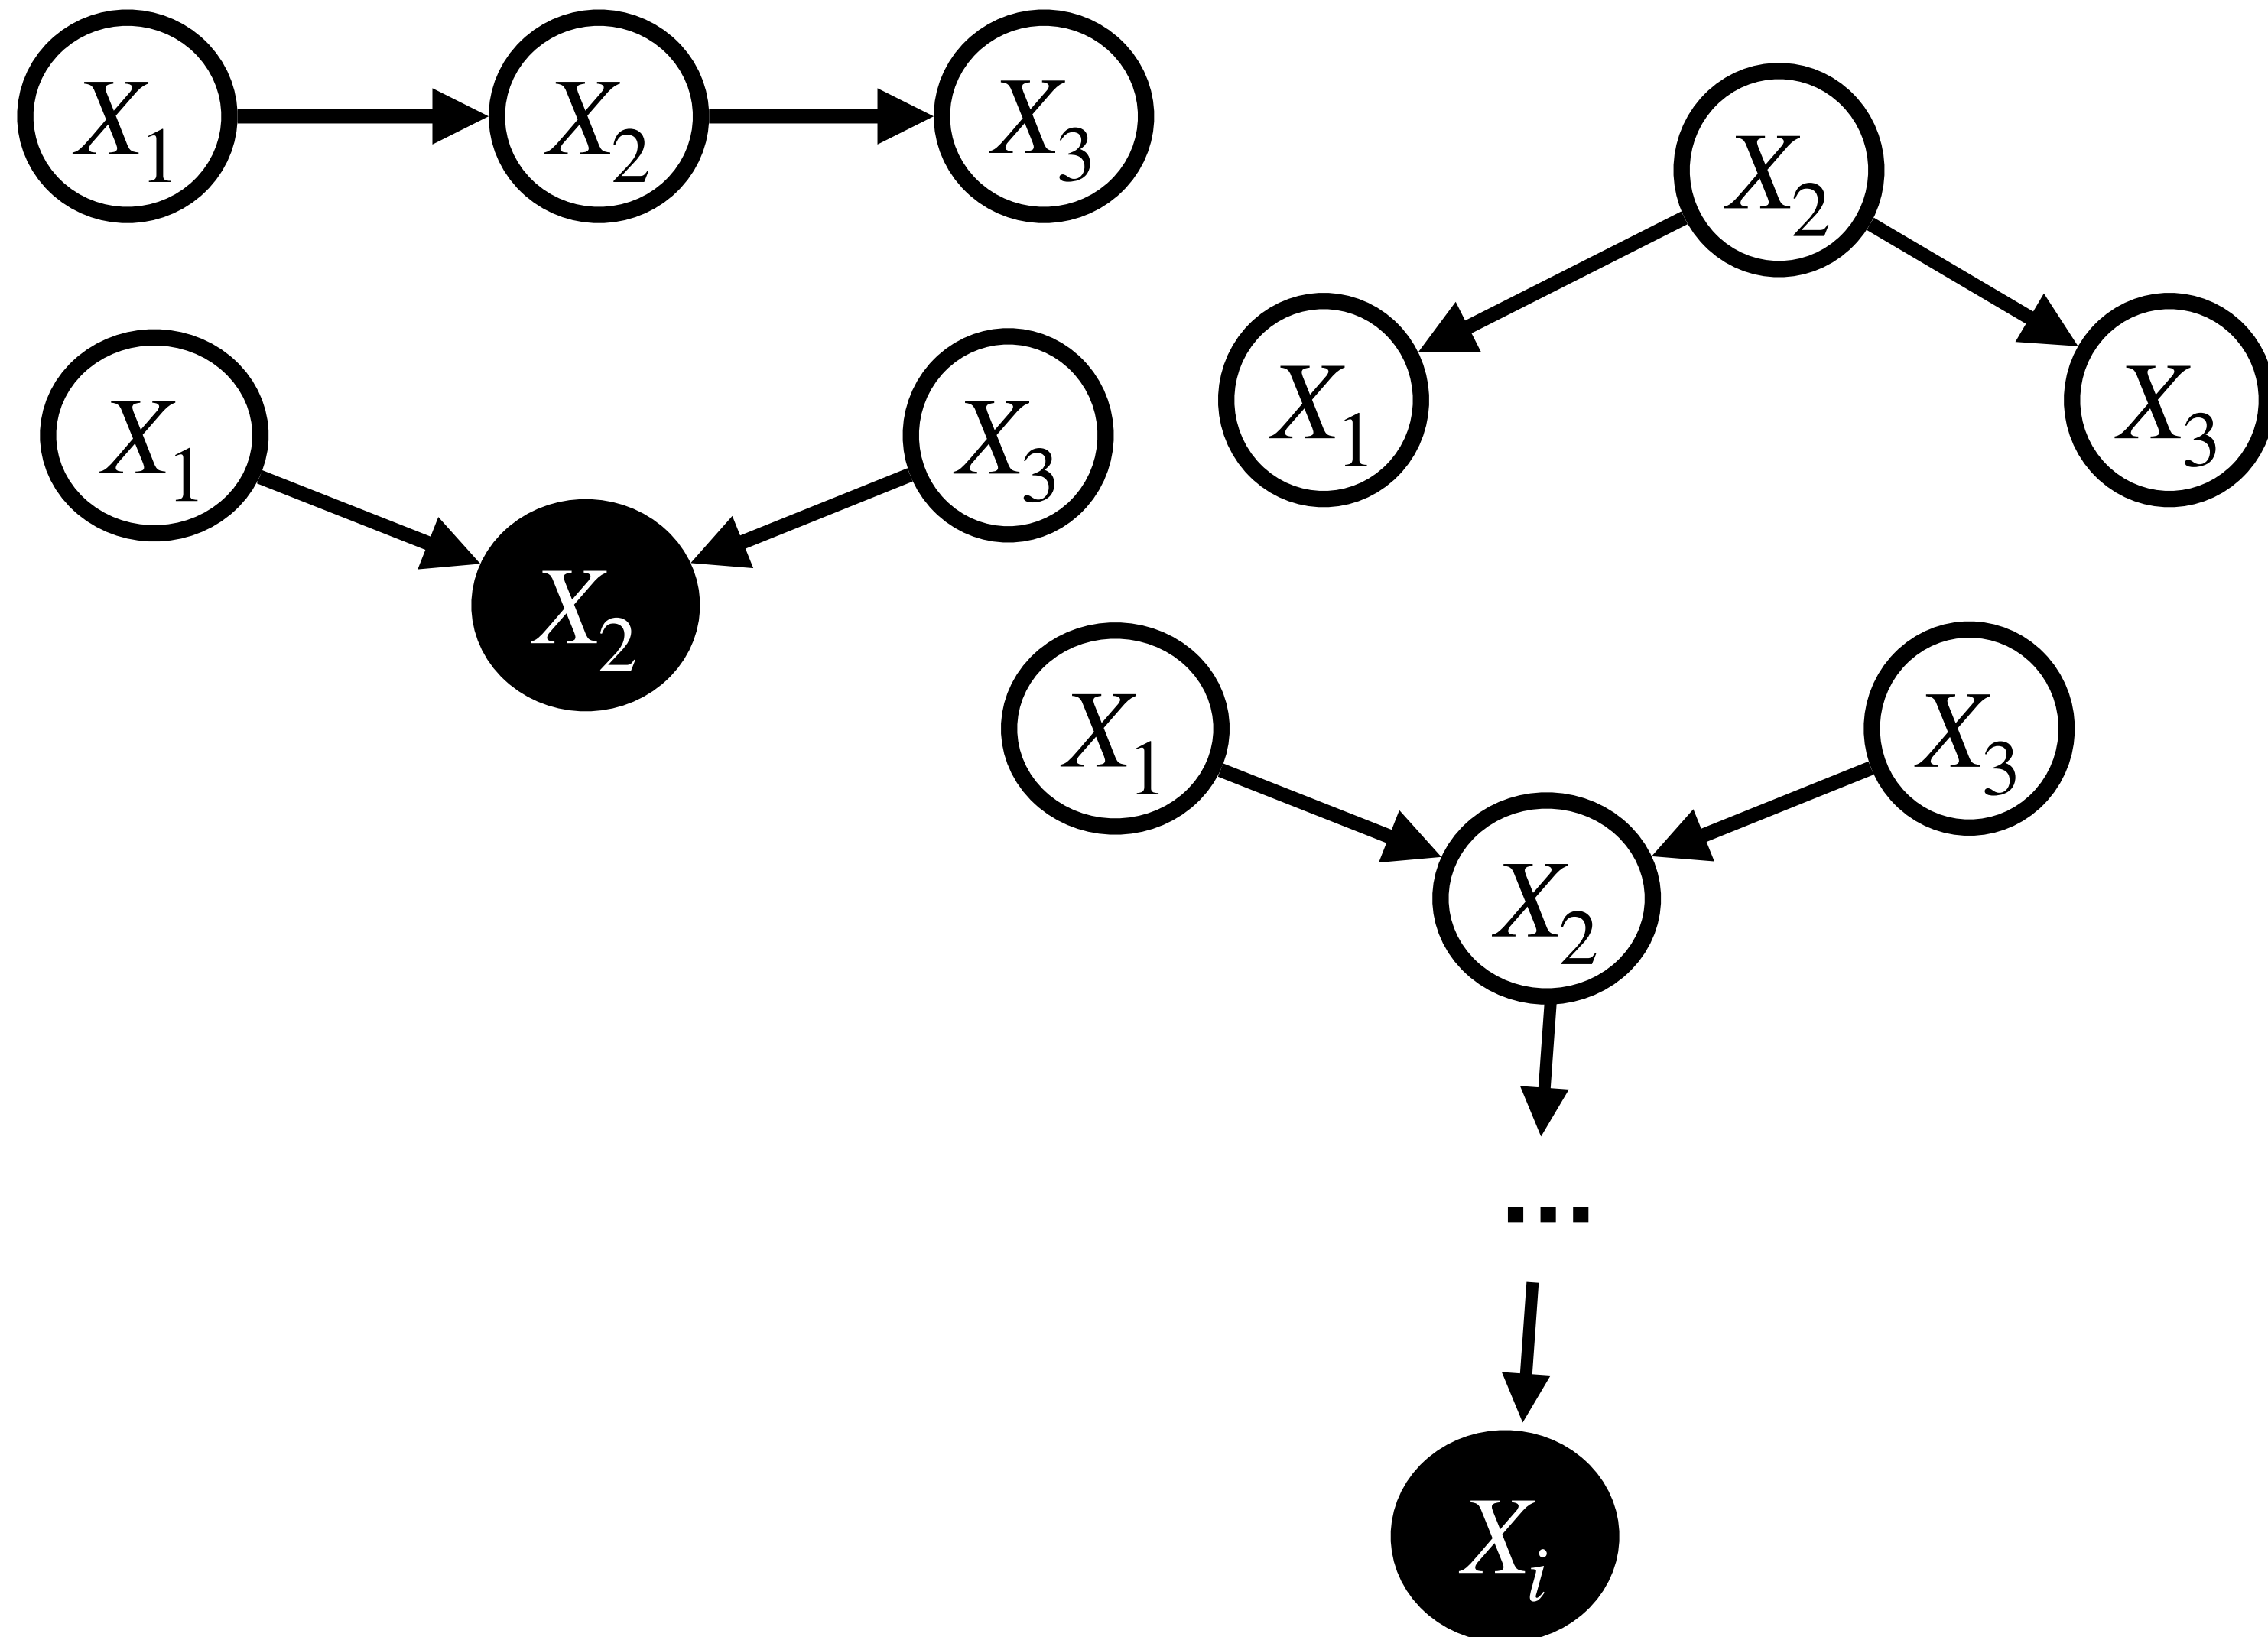 X₁ X₂ X₃
X₂
X₁ X₃
X₁ X₃
X₂
X₁ X₃
X₂
...
Xᵢ